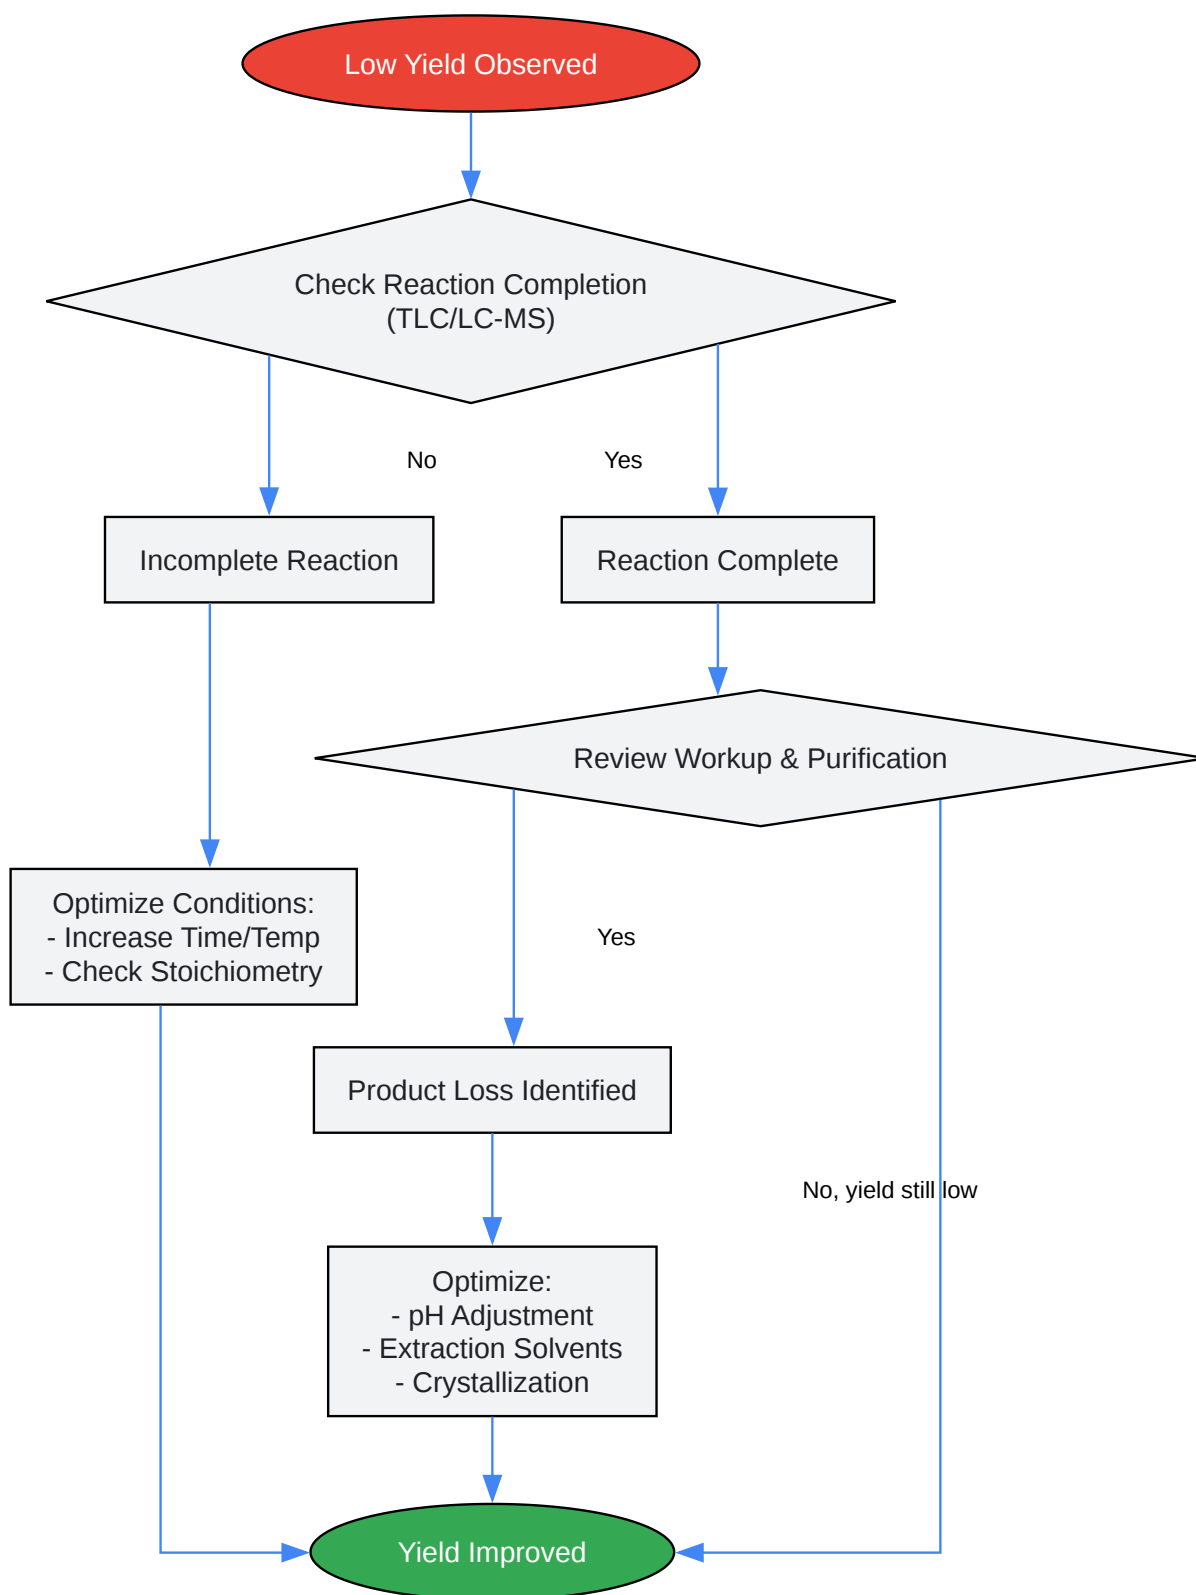 Low Yield Observed
Check Reaction Completion
(TLC/LC-MS)
No
Yes
Incomplete Reaction
Reaction Complete
Review Workup & Purification
Optimize Conditions:
- Increase Time/Temp
- Check Stoichiometry
Yes
Product Loss Identified
No, yield still low
Optimize:
- pH Adjustment
- Extraction Solvents
- Crystallization
Yield Improved